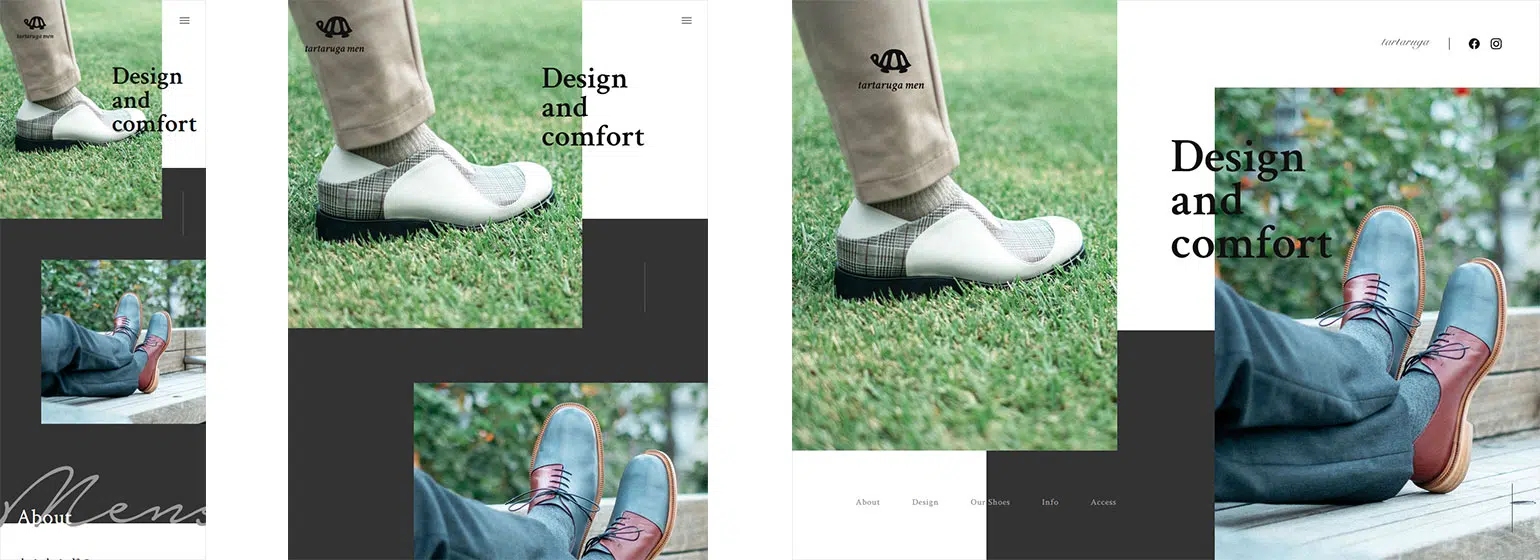 tartaruga men
Design
and
comfort
Mens
About
tartaruga men
Design
and
comfort
tartaruga men
tartaruga
Design
and
comfort
About
Design
Our Shoes
Info
Access